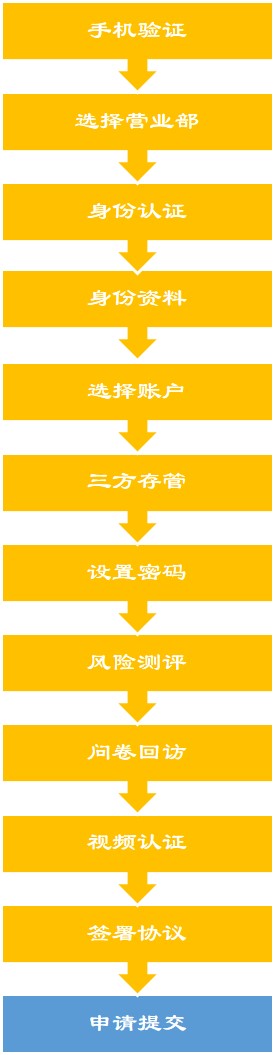 手机验证
选择营业部
身份认证
身份资料
选择账户
三方存管
设置密码
风险测评
问卷回访
视频认证
签署协议
申请提交